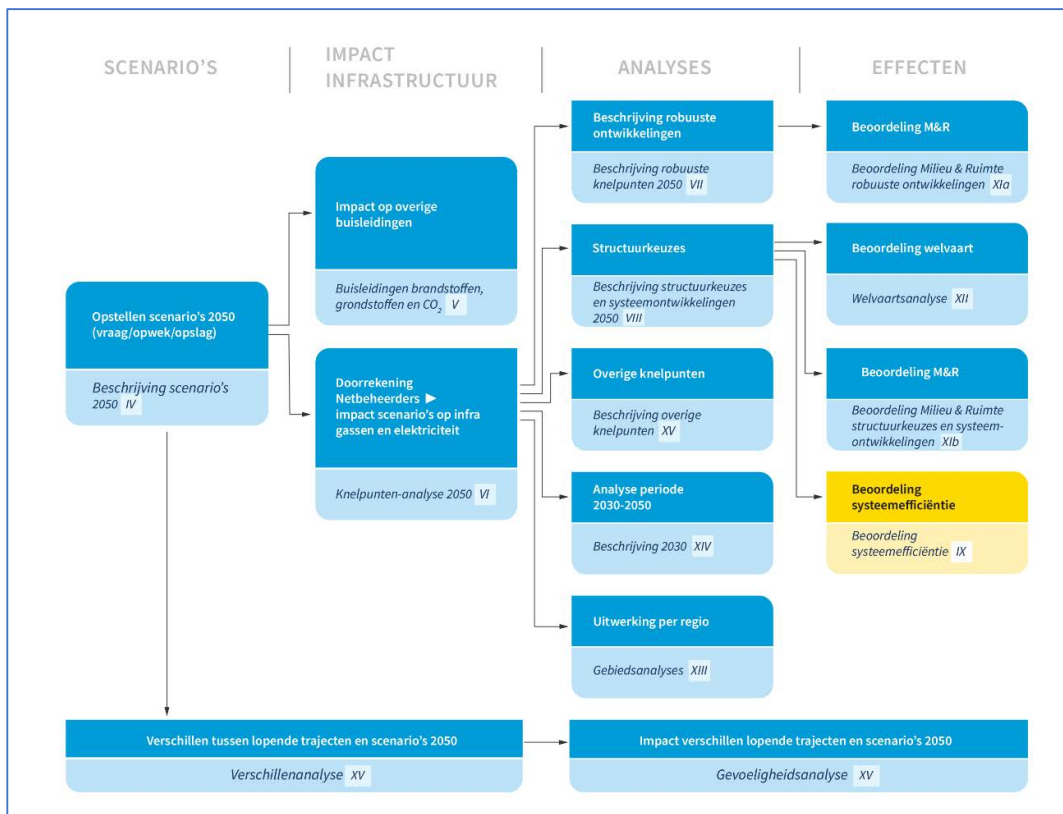 SCENARIO'S
IMPACT
INFRASTRUCTUUR
ANALYSES
EFFECTEN
Opstellen scenario's 2050
(vraag/opwek/opslag)
Beschrijving scenario's
2050 IV
Impact op overige
buisleidingen
Buisleidingen brandstoffen,
grondstoffen en CO₂ V
Doorrekening
Netbeheerders ▶
impact scenario's op infra
gassen en elektriciteit
Knelpunten-analyse 2050 VI
Beschrijving robuuste
ontwikkelingen
Beschrijving robuuste
knelpunten 2050 VII
Structuurkeuzes
Beschrijving structuurkeuzes
en systeemontwikkelingen
2050 VIII
Overige knelpunten
Beschrijving overige
knelpunten XV
Analyse periode
2030-2050
Beschrijving 2030 XIV
Uitwerking per regio
Gebiedsanalyses XIII
Beoordeling M&R
Beoordeling Milieu & Ruimte
robuuste ontwikkelingen XIa
Beoordeling welvaart
Welvaartsanalyse XII
Beoordeling M&R
Beoordeling Milieu & Ruimte
structuurkeuzes en systeem-
ontwikkelingen XIb
Beoordeling
systeemefficiëntie
Beoordeling
systeemefficiëntie IX
Verschillen tussen lopende trajecten en scenario's 2050
Verschillenanalyse XV
Impact verschillen lopende trajecten en scenario's 2050
Gevoeligheidsanalyse XV